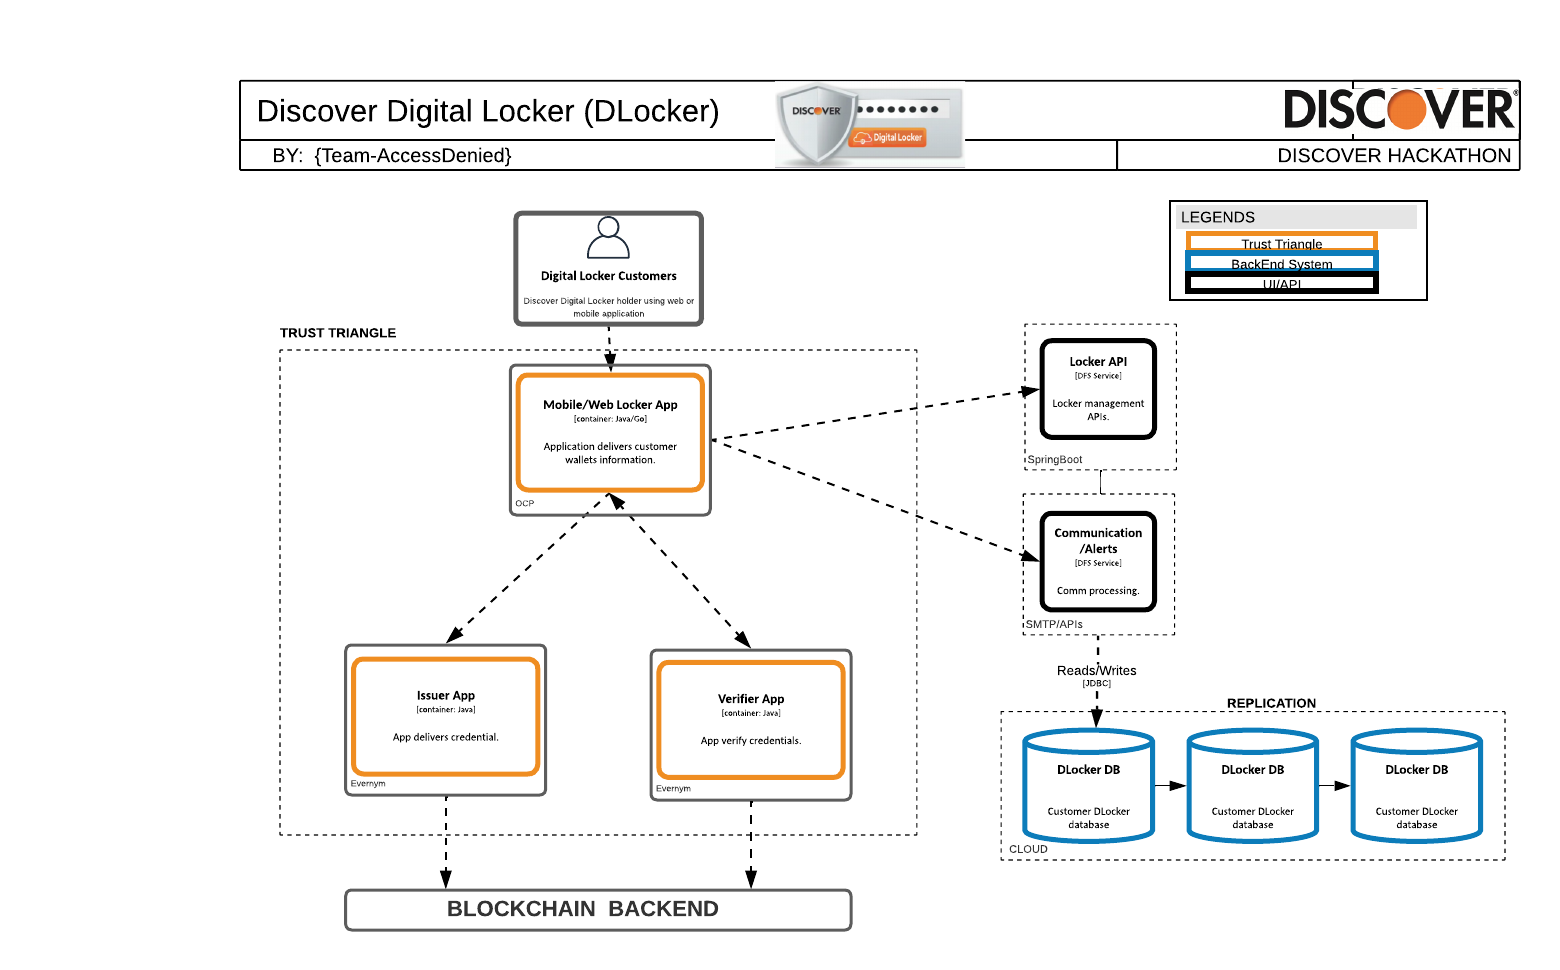 Discover Digital Locker (DLocker)
DISCOVER
Digital Locker
DISCOVER®
BY:  {Team-AccessDenied}
DISCOVER HACKATHON
LEGENDS
Trust Triangle
BackEnd System
UI/API
Digital Locker Customers
Discover Digital Locker holder using web or
mobile application
TRUST TRIANGLE
Mobile/Web Locker App
[container: Java/Go]
Application delivers customer
wallets information.
OCP
Locker API
[DFS Service]
Locker management
APIs.
SpringBoot
Communication
/Alerts
[DFS Service]
Comm processing.
SMTP/APIs
Reads/Writes
[JDBC]
Issuer App
[container: Java]
App delivers credential.
Evernym
Verifier App
[container: Java]
App verify credentials.
Evernym
REPLICATION
DLocker DB
Customer DLocker
database
DLocker DB
Customer DLocker
database
DLocker DB
Customer DLocker
database
CLOUD
BLOCKCHAIN  BACKEND